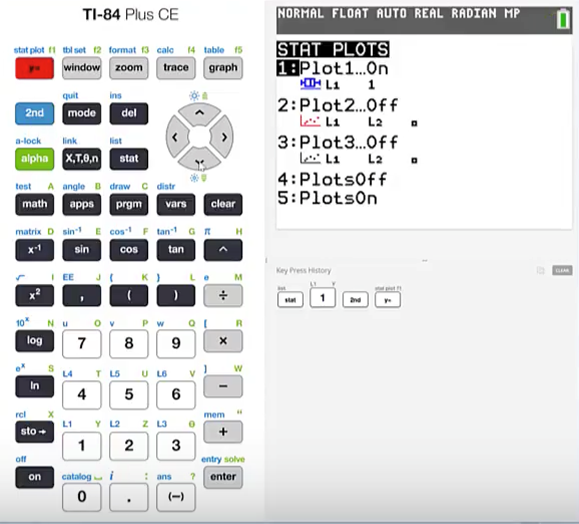 TI-84 Plus CE
stat plot f1 tbl set f2 format f3 calc f4 table f5
y= window zoom trace graph
quit ins
2nd mode del
a-lock link list
alpha X,T,θ,n stat
test A angle B draw C distr
math apps prgm vars clear
matrix D sin⁻¹ E cos⁻¹ F tan⁻¹ G π H
x⁻¹ sin cos tan ^
√ I EE J { K } L e M
x² , ( ) ÷
10ˣ N u O v P w Q [ R
log 7 8 9 ×
eˣ S L4 T L5 U L6 V ] W
ln 4 5 6 −
rcl X L1 Y L2 Z L3 θ mem "
sto→ 1 2 3 +
off catalog ⎵ i : ans ? entry solve
on 0 . (−) enter
NORMAL FLOAT AUTO REAL RADIAN MP
STAT PLOTS
1:Plot1…On
L1 1
2:Plot2…Off
L1 L2
3:Plot3…Off
L1 L2
4:PlotsOff
5:PlotsOn
Key Press History
CLEAR
list L1 Y stat plot f1
stat 1 2nd y=